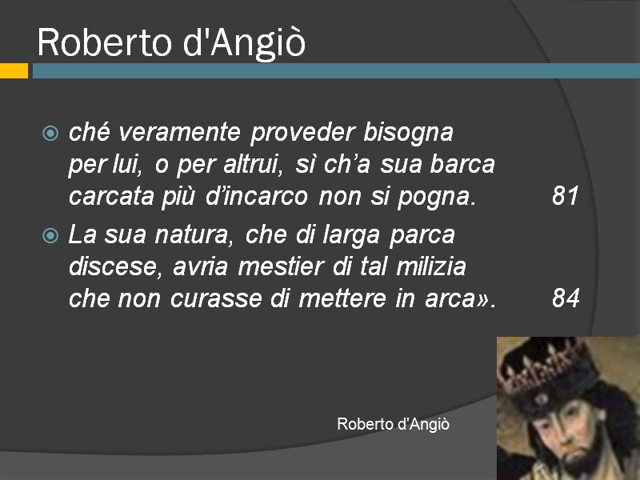 Roberto d'Angiò
ché veramente proveder bisogna
per lui, o per altrui, sì ch'a sua barca
carcata più d'incarco non si pogna. 81
La sua natura, che di larga parca
discese, avria mestier di tal milizia
che non curasse di mettere in arca». 84
Roberto d'Angiò